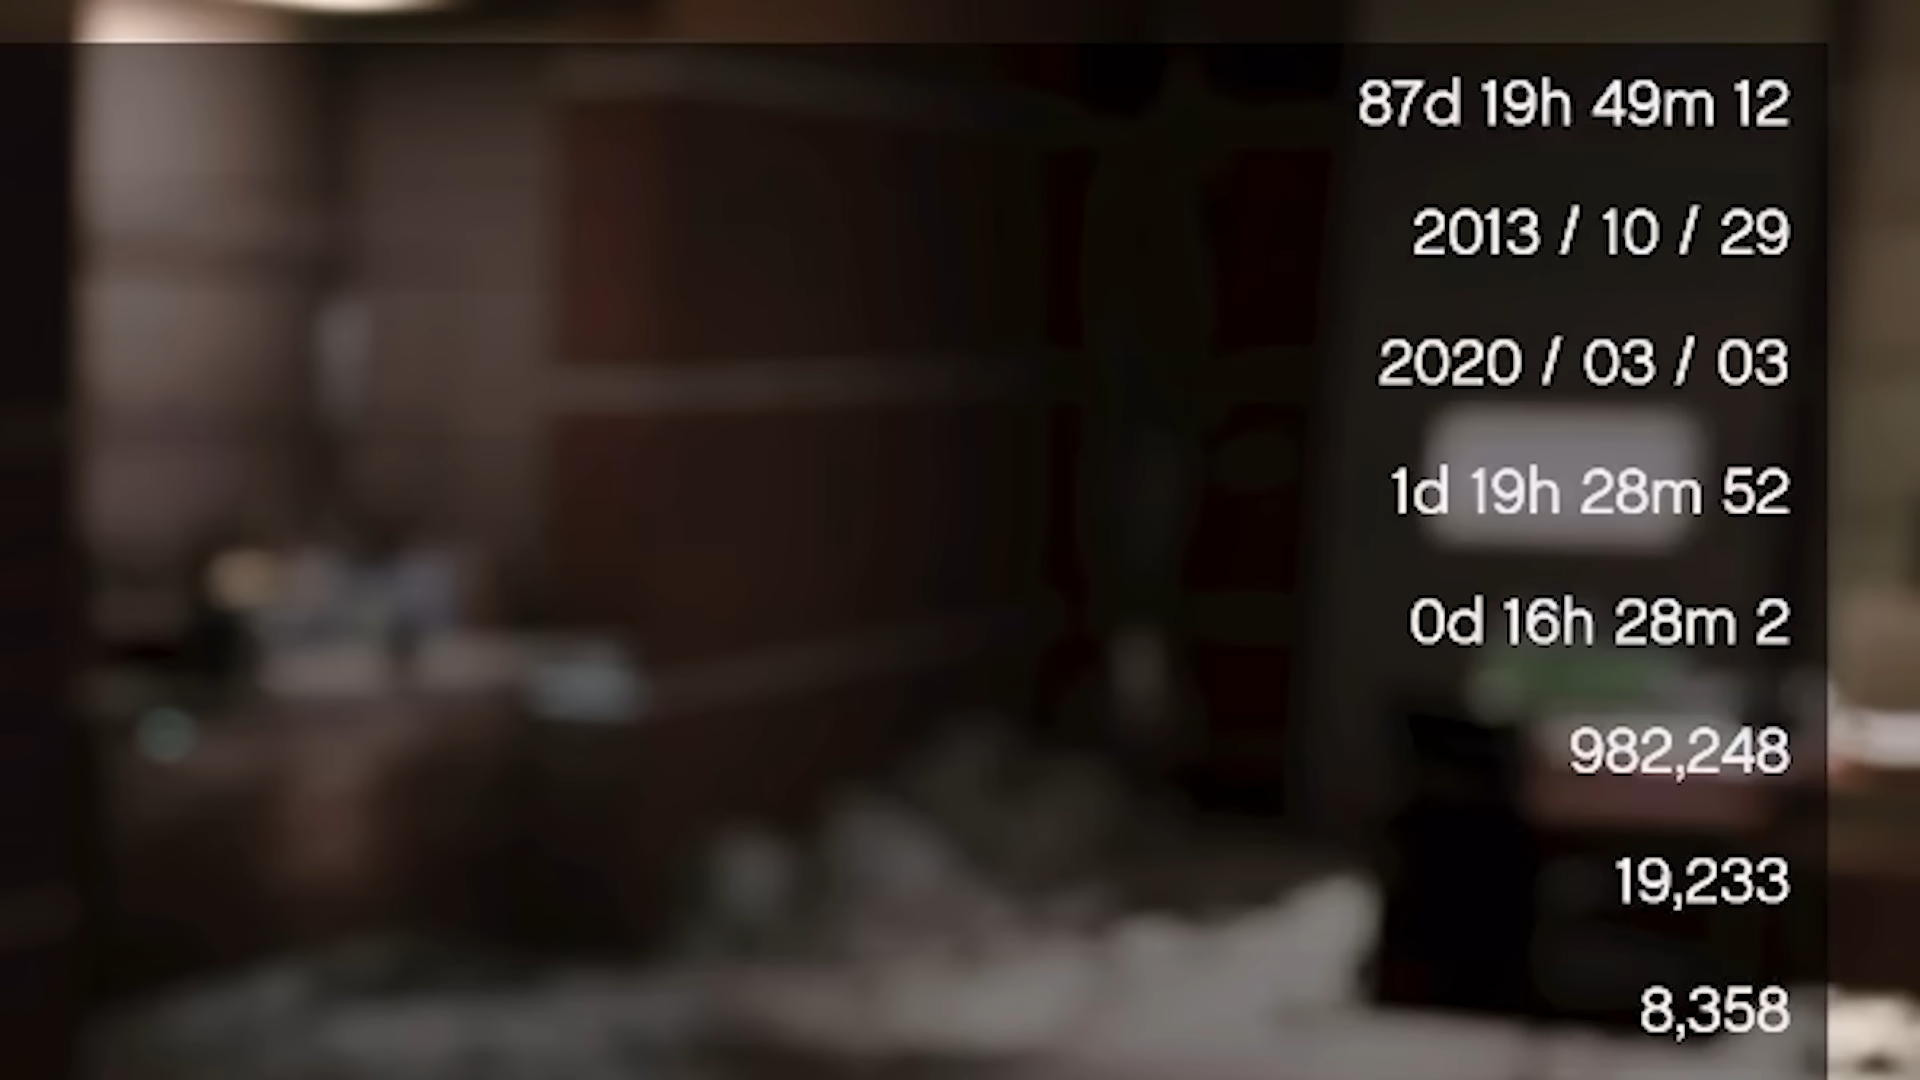 87d 19h 49m 12
2013 / 10 / 29
2020 / 03 / 03
1d 19h 28m 52
0d 16h 28m 2
982,248
19,233
8,358